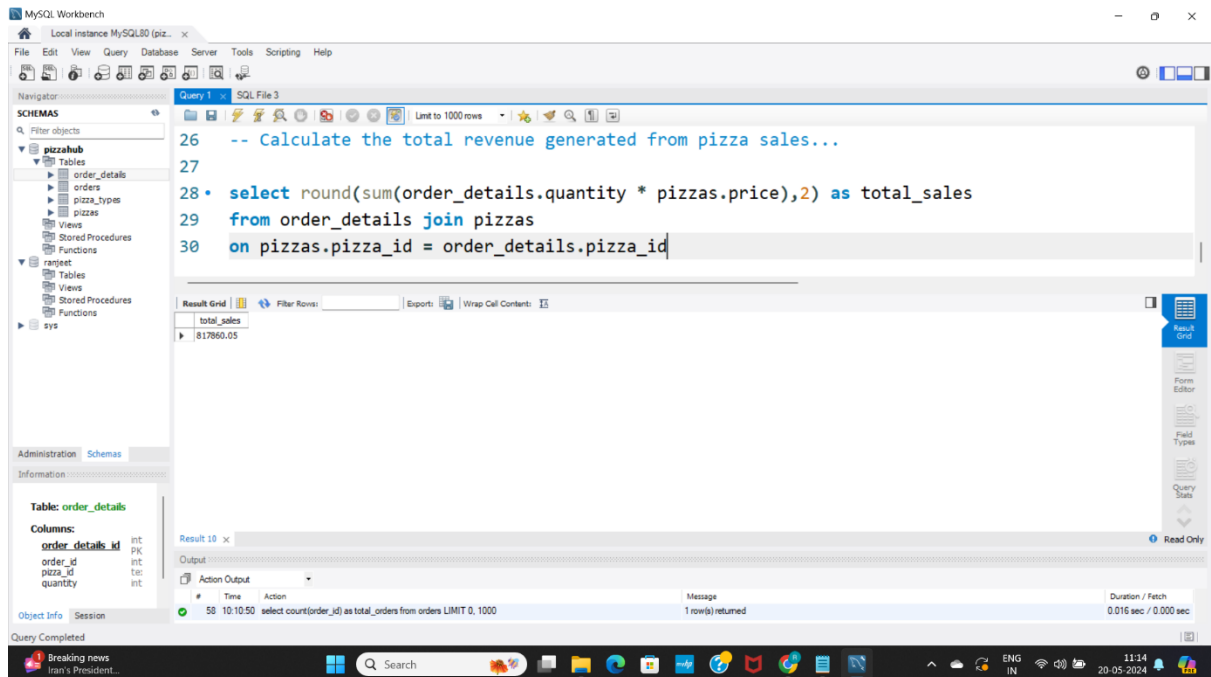 MySQL Workbench
Local instance MySQL80 (piz...
File Edit View Query Database Server Tools Scripting Help
Navigator
SCHEMAS
Filter objects
pizzahub
Tables
order_details
orders
pizza_types
pizzas
Views
Stored Procedures
Functions
ranjeet
Tables
Views
Stored Procedures
Functions
sys
Administration Schemas
Information
Table: order_details
Columns:
order_details_id int PK
order_id int
pizza_id te:
quantity int
Object Info Session
Query 1 SQL File 3
Limit to 1000 rows
26 -- Calculate the total revenue generated from pizza sales...
27
28 select round(sum(order_details.quantity * pizzas.price),2) as total_sales
29 from order_details join pizzas
30 on pizzas.pizza_id = order_details.pizza_id
Result Grid Filter Rows: Export: Wrap Cell Content:
total_sales
817860.05
Result Grid
Form Editor
Field Types
Query Stats
Result 10 Read Only
Output
Action Output
# Time Action Message Duration / Fetch
58 10:10:50 select count(order_id) as total_orders from orders LIMIT 0, 1000 1 row(s) returned 0.016 sec / 0.000 sec
Query Completed
1 Breaking news
Iran's President...
Search
ENG
IN
11:14
20-05-2024